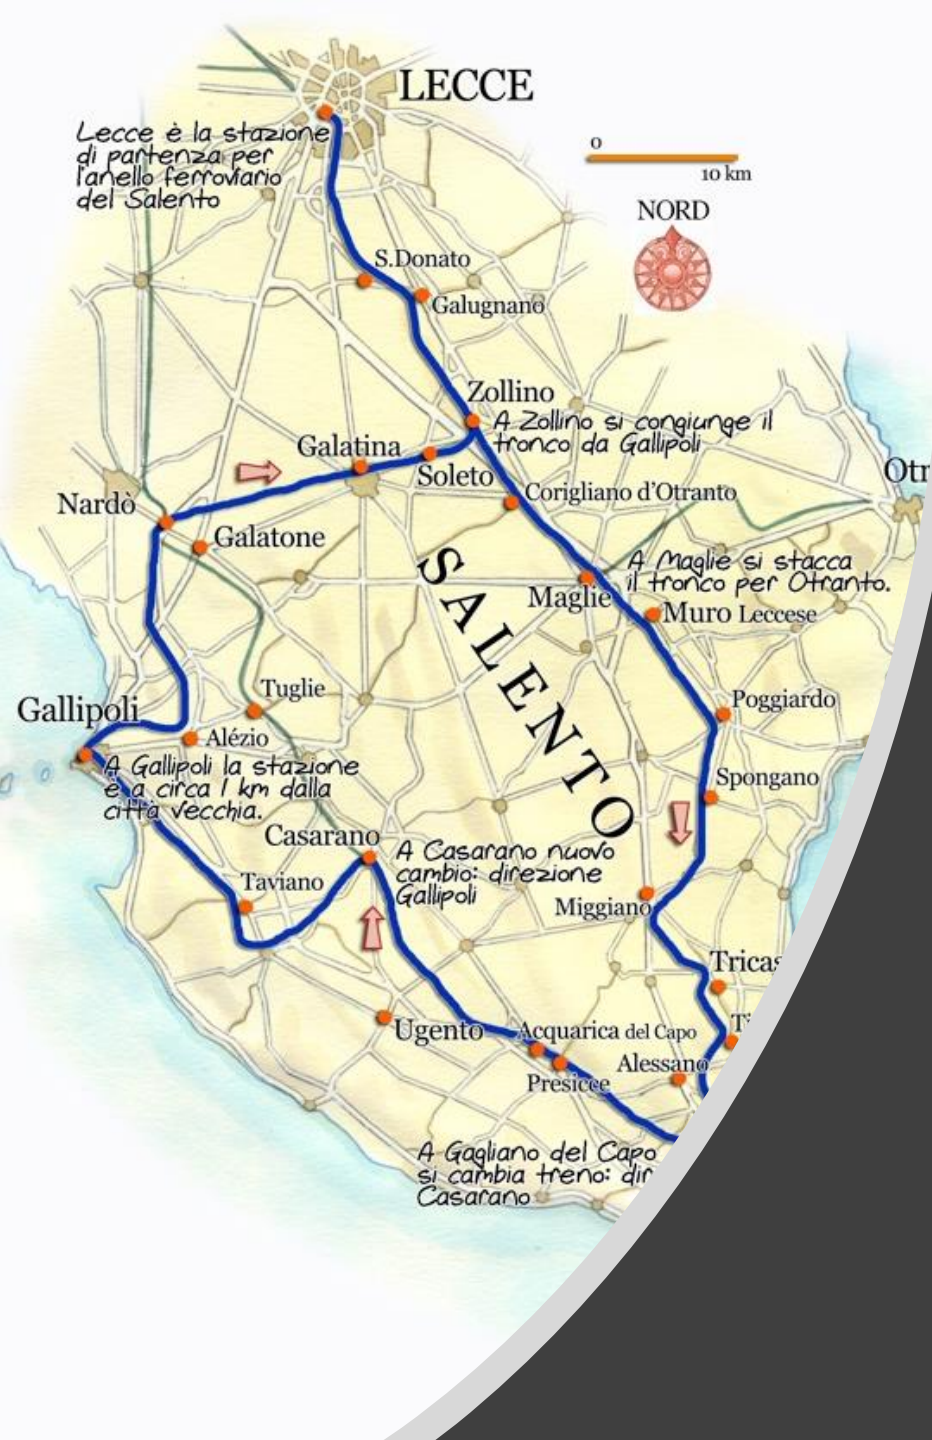 LECCE
Lecce è la stazione
di partenza per
l'anello ferroviario
del Salento
0
10 km
NORD
S.Donato
Galugnano
Zollino
A Zollino si congiunge il
tronco da Gallipoli
Galatina
Soleto
Otr
Nardò
Corigliano d'Otranto
Galatone
A Maglie si stacca
il tronco per Otranto.
Maglie
Muro Leccese
SALENTO
Tuglie
Poggiardo
Gallipoli
Alézio
A Gallipoli la stazione
è a circa 1 km dalla
città vecchia.
Spongano
Casarano
A Casarano nuovo
cambio: direzione
Gallipoli
Taviano
Miggiano
Tricas
Ti
Ugento
Acquarica del Capo
Alessano
Presicce
A Gagliano del Capo
si cambia treno: dir
Casarano